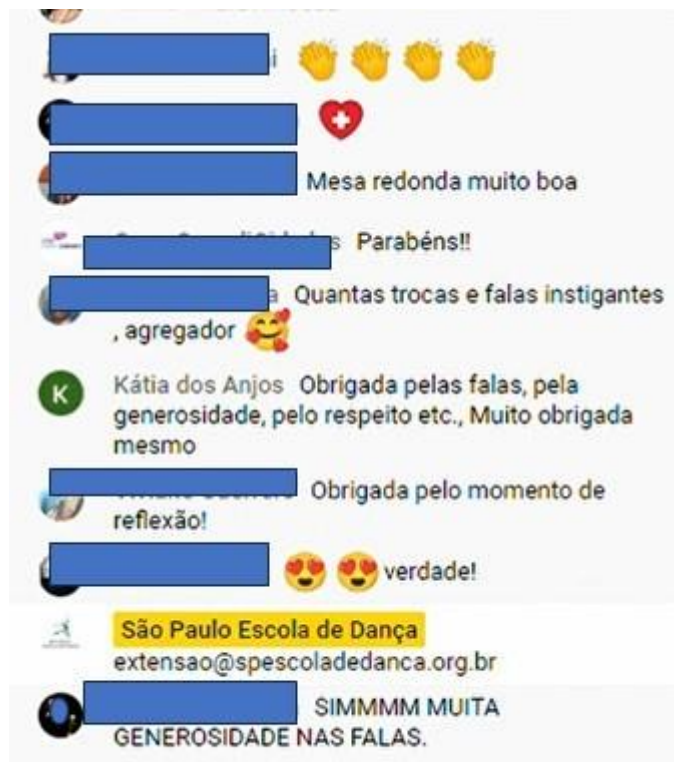 Mesa redonda muito boa
Parabéns!!
Quantas trocas e falas instigantes
, agregador
K
Kátia dos Anjos Obrigada pelas falas, pela
generosidade, pelo respeito etc., Muito obrigada
mesmo
Obrigada pelo momento de
reflexão!
verdade!
São Paulo Escola de Dança
extensao@spescoladedanca.org.br
SIMMMM MUITA
GENEROSIDADE NAS FALAS.